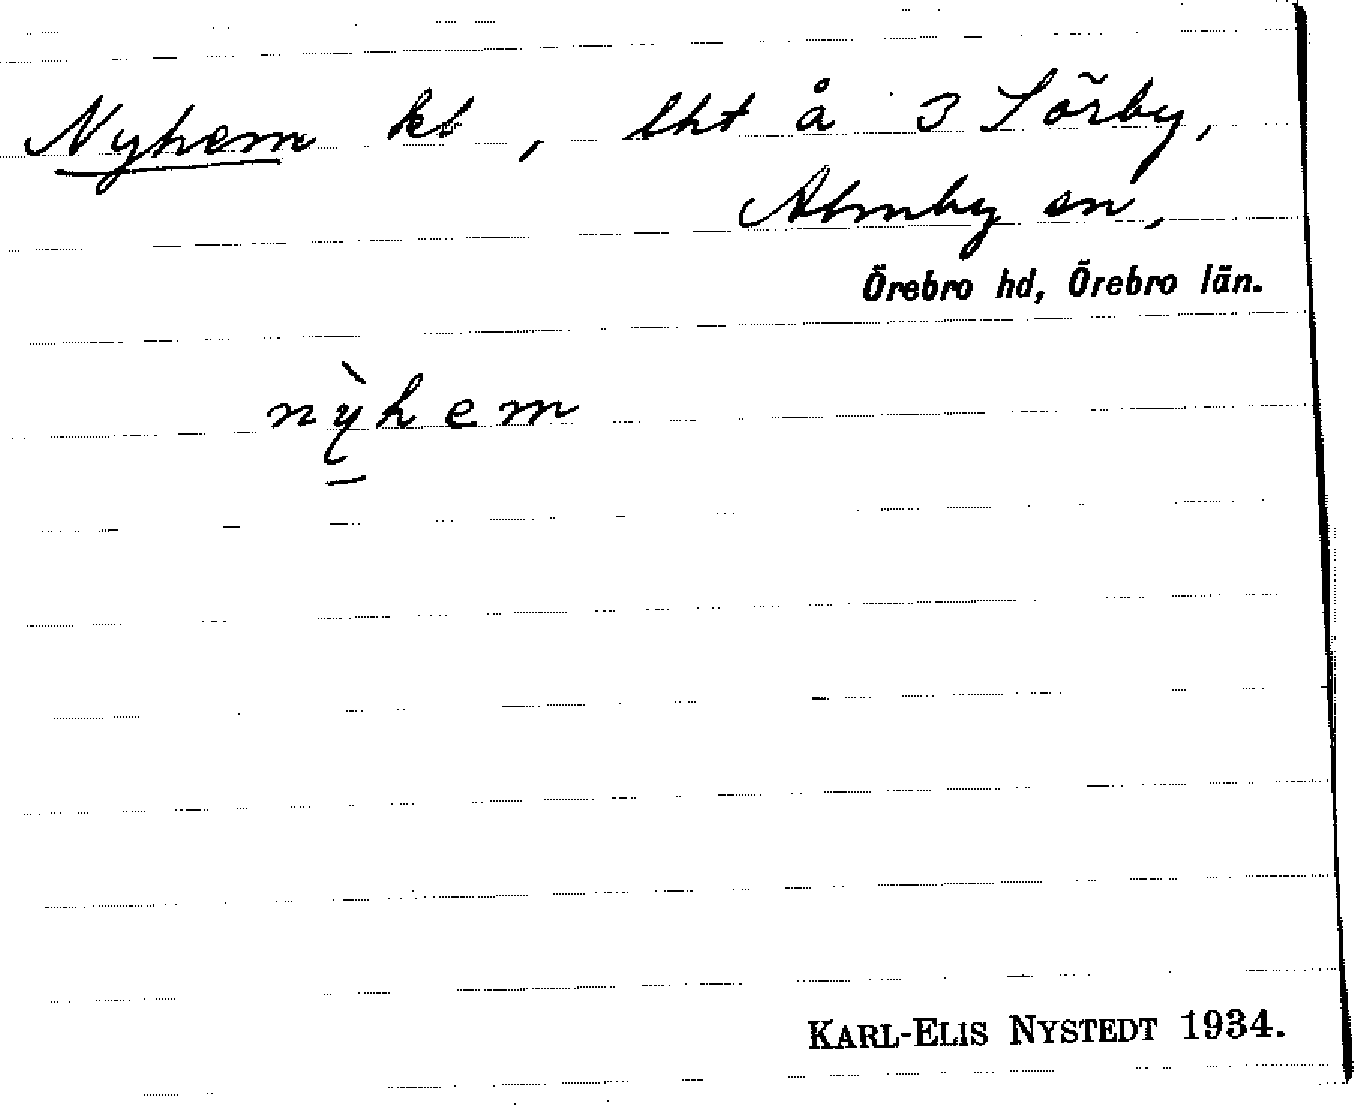 Nyhem kt, lht å 3 Sörby,
Almby sn,
Örebro hd, Örebro län.
nỳhem
KARL-ELIS NYSTEDT 1934.